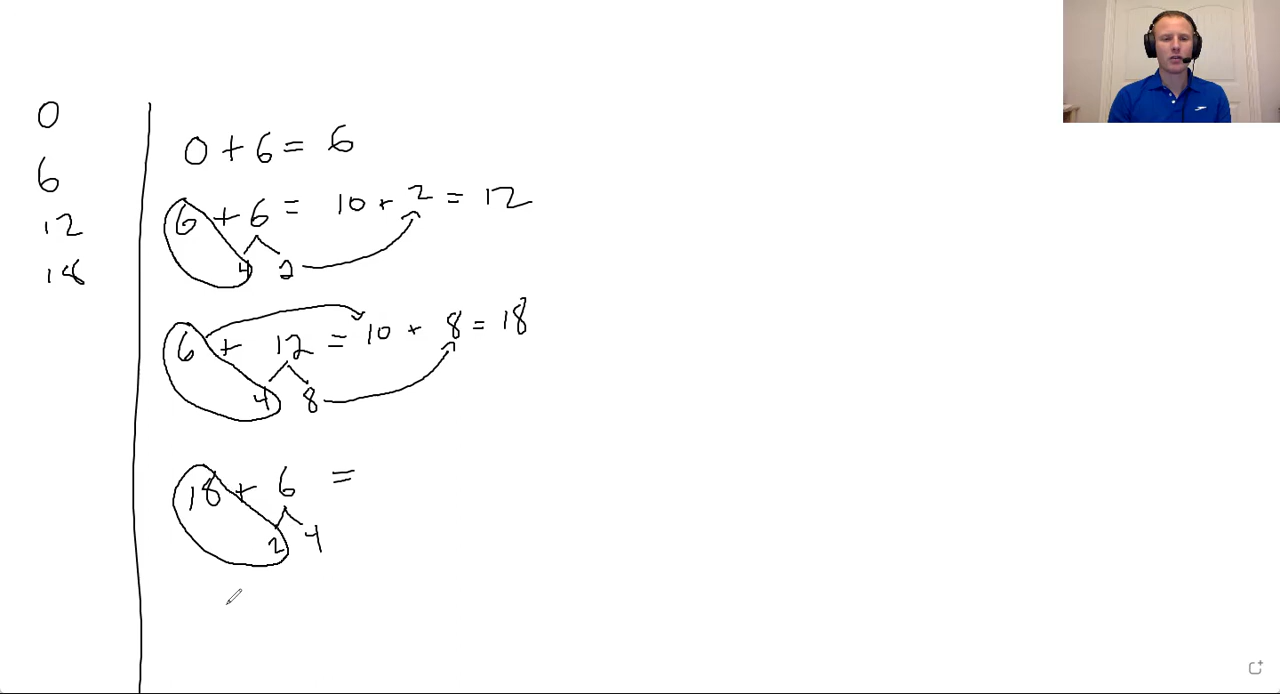 0
6
12
18
0 + 6 = 6
6 + 6 = 10 + 2 = 12
4 2
6 + 12 = 10 + 8 = 18
4 8
18 + 6 =
2 4